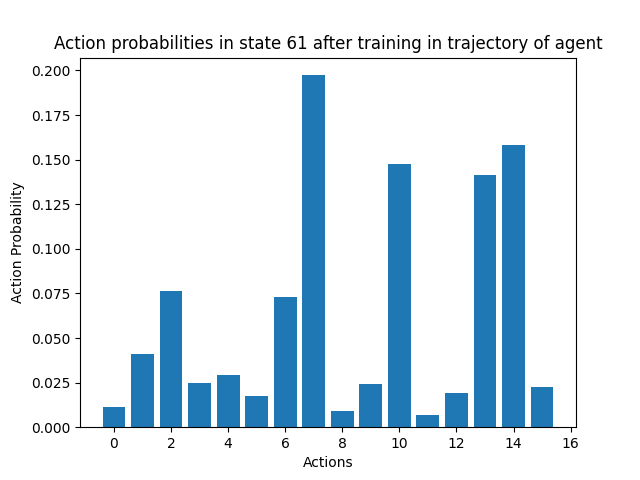 Action probabilities in state 61 after training in trajectory of agent
0.200
0.175
0.150
0.125
0.100
0.075
0.050
0.025
0.000
Action Probability
0 2 4 6 8 10 12 14 16
Actions